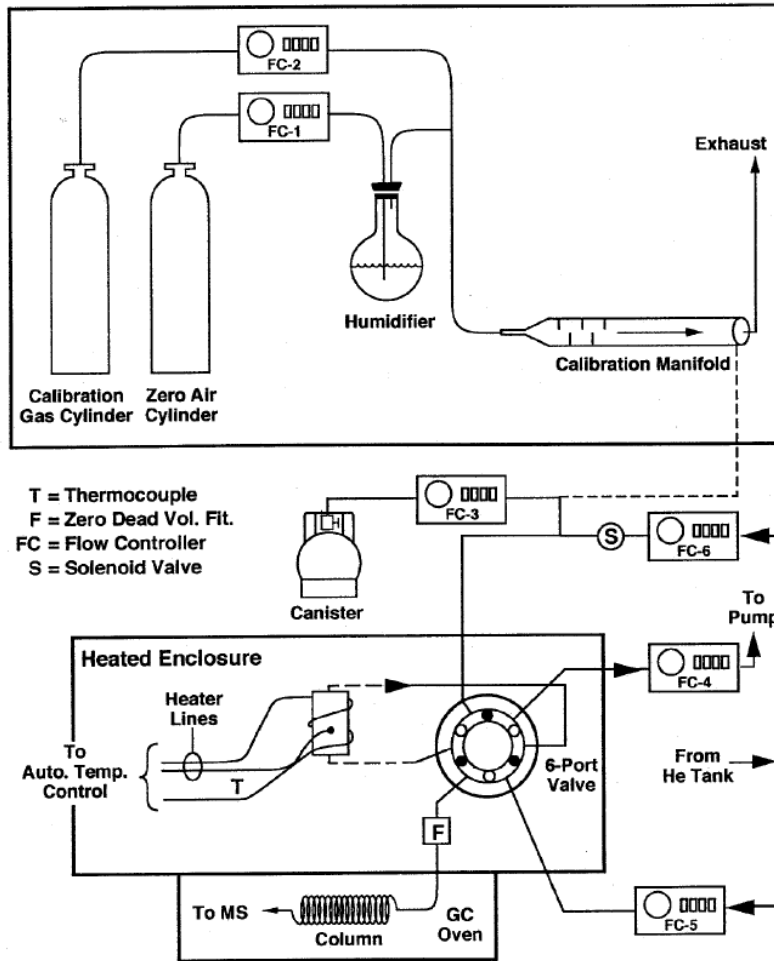 FC-2
FC-1
Exhaust
Humidifier
Calibration Manifold
Calibration
Gas Cylinder
Zero Air
Cylinder
T = Thermocouple
F = Zero Dead Vol. Fit.
FC = Flow Controller
S = Solenoid Valve
FC-3
S
FC-6
Canister
To
Pump
Heated Enclosure
FC-4
Heater
Lines
To
Auto. Temp.
Control
T
6-Port
Valve
From
He Tank
F
To MS
Column
GC
Oven
FC-5